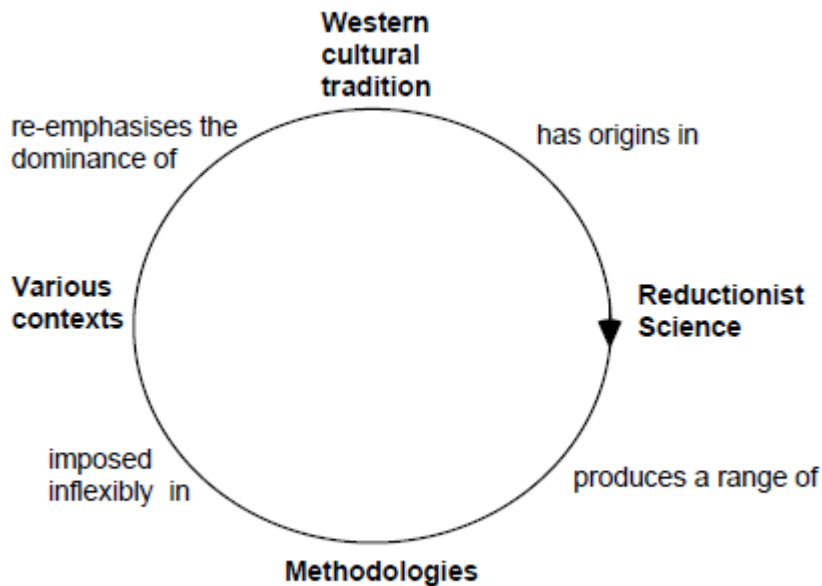 Western
cultural
tradition
has origins in
Reductionist
Science
produces a range of
Methodologies
imposed
inflexibly in
Various
contexts
re-emphasises the
dominance of